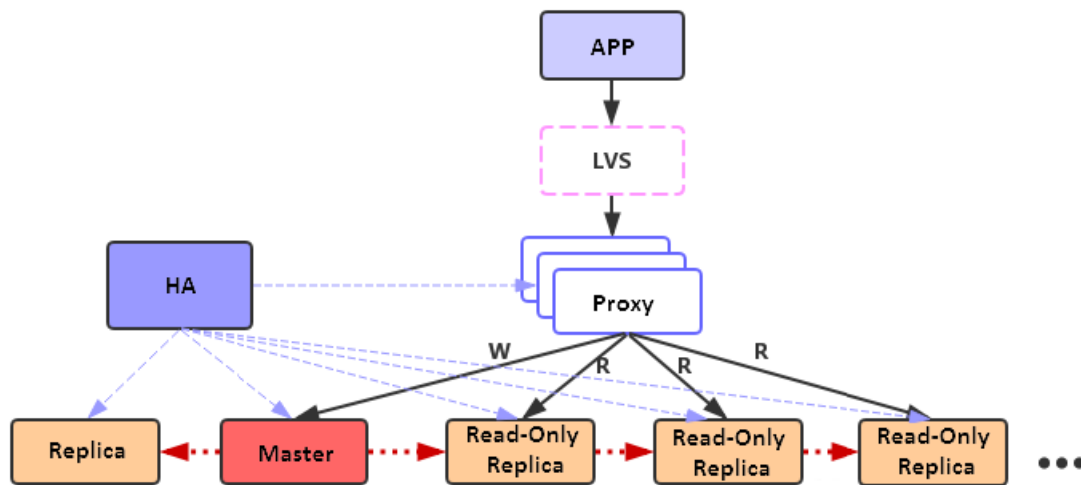 APP
LVS
HA
Proxy
W
R
R
R
Replica
Master
Read-Only
Replica
Read-Only
Replica
Read-Only
Replica